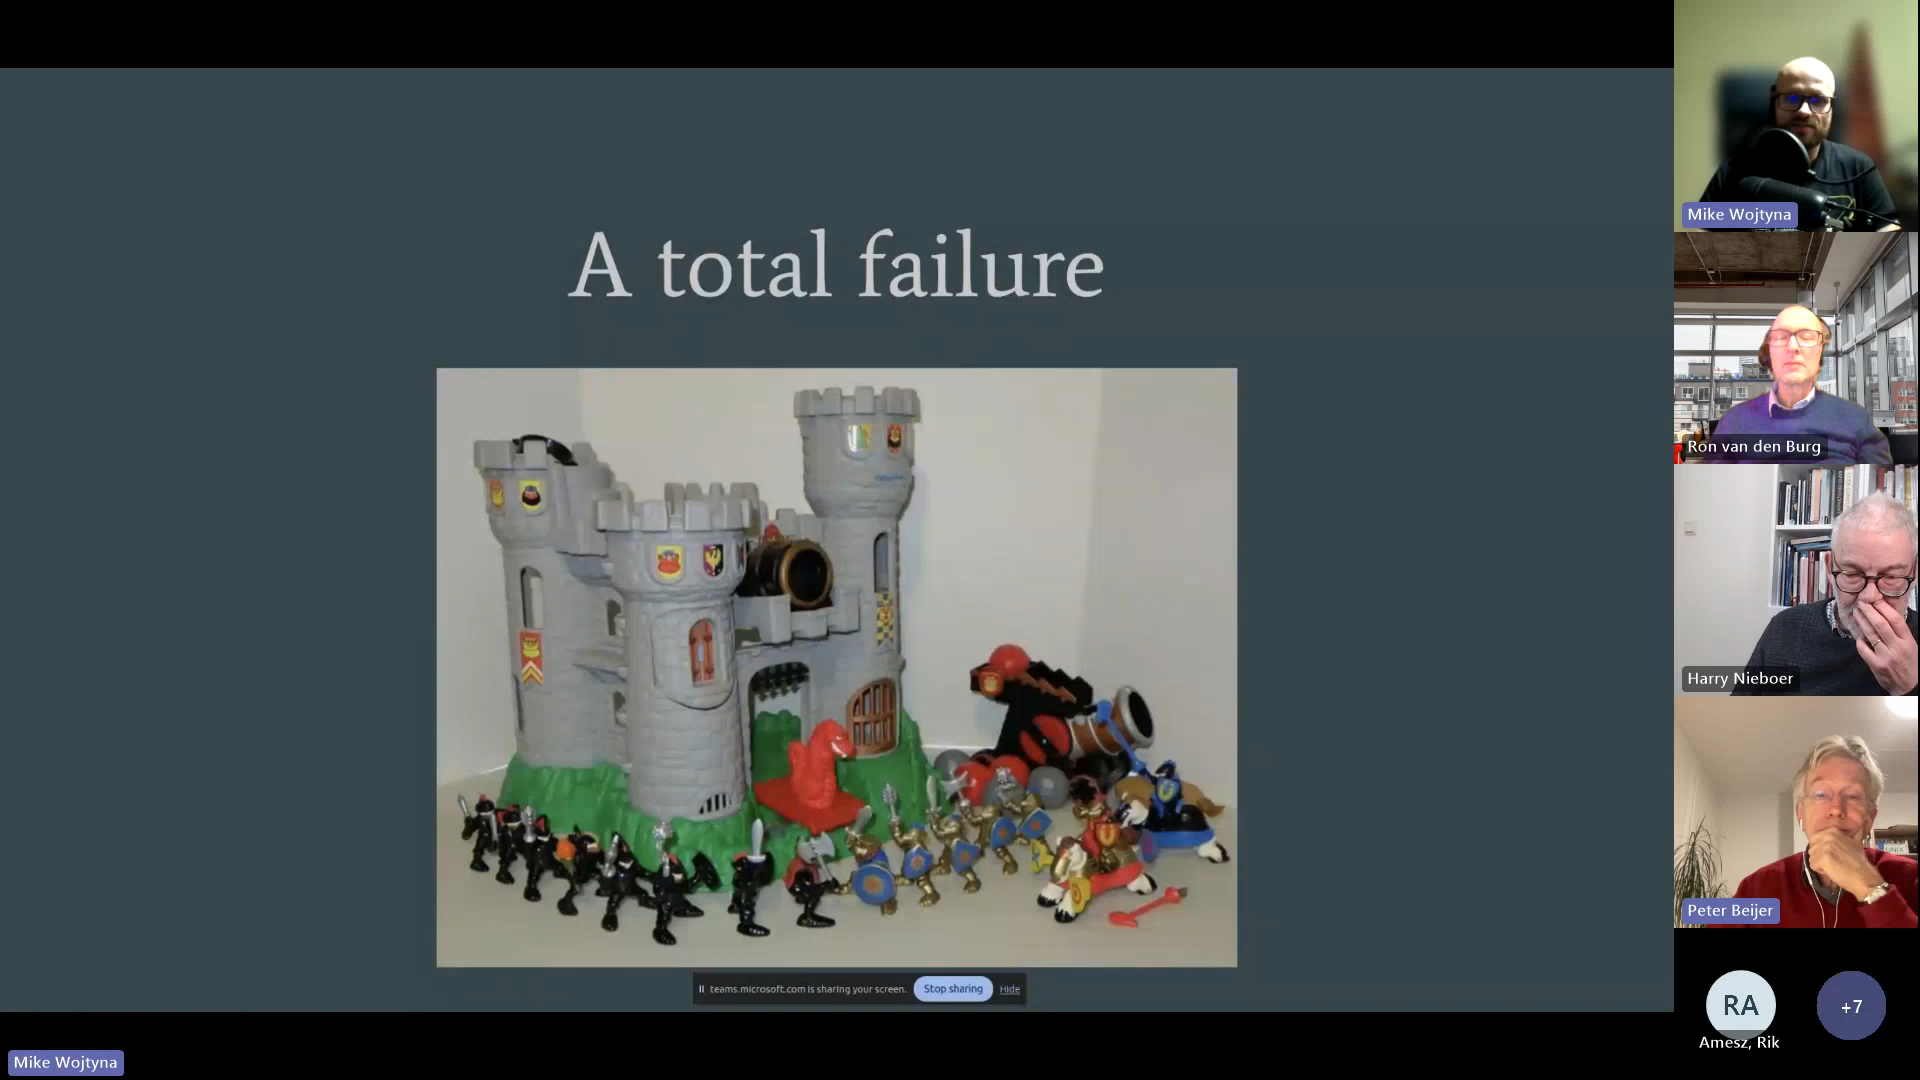 A total failure
teams.microsoft.com is sharing your screen.
Stop sharing
Hide
Mike Wojtyna
Mike Wojtyna
Ron van den Burg
Harry Nieboer
Peter Beijer
RA
+7
Amesz, Rik